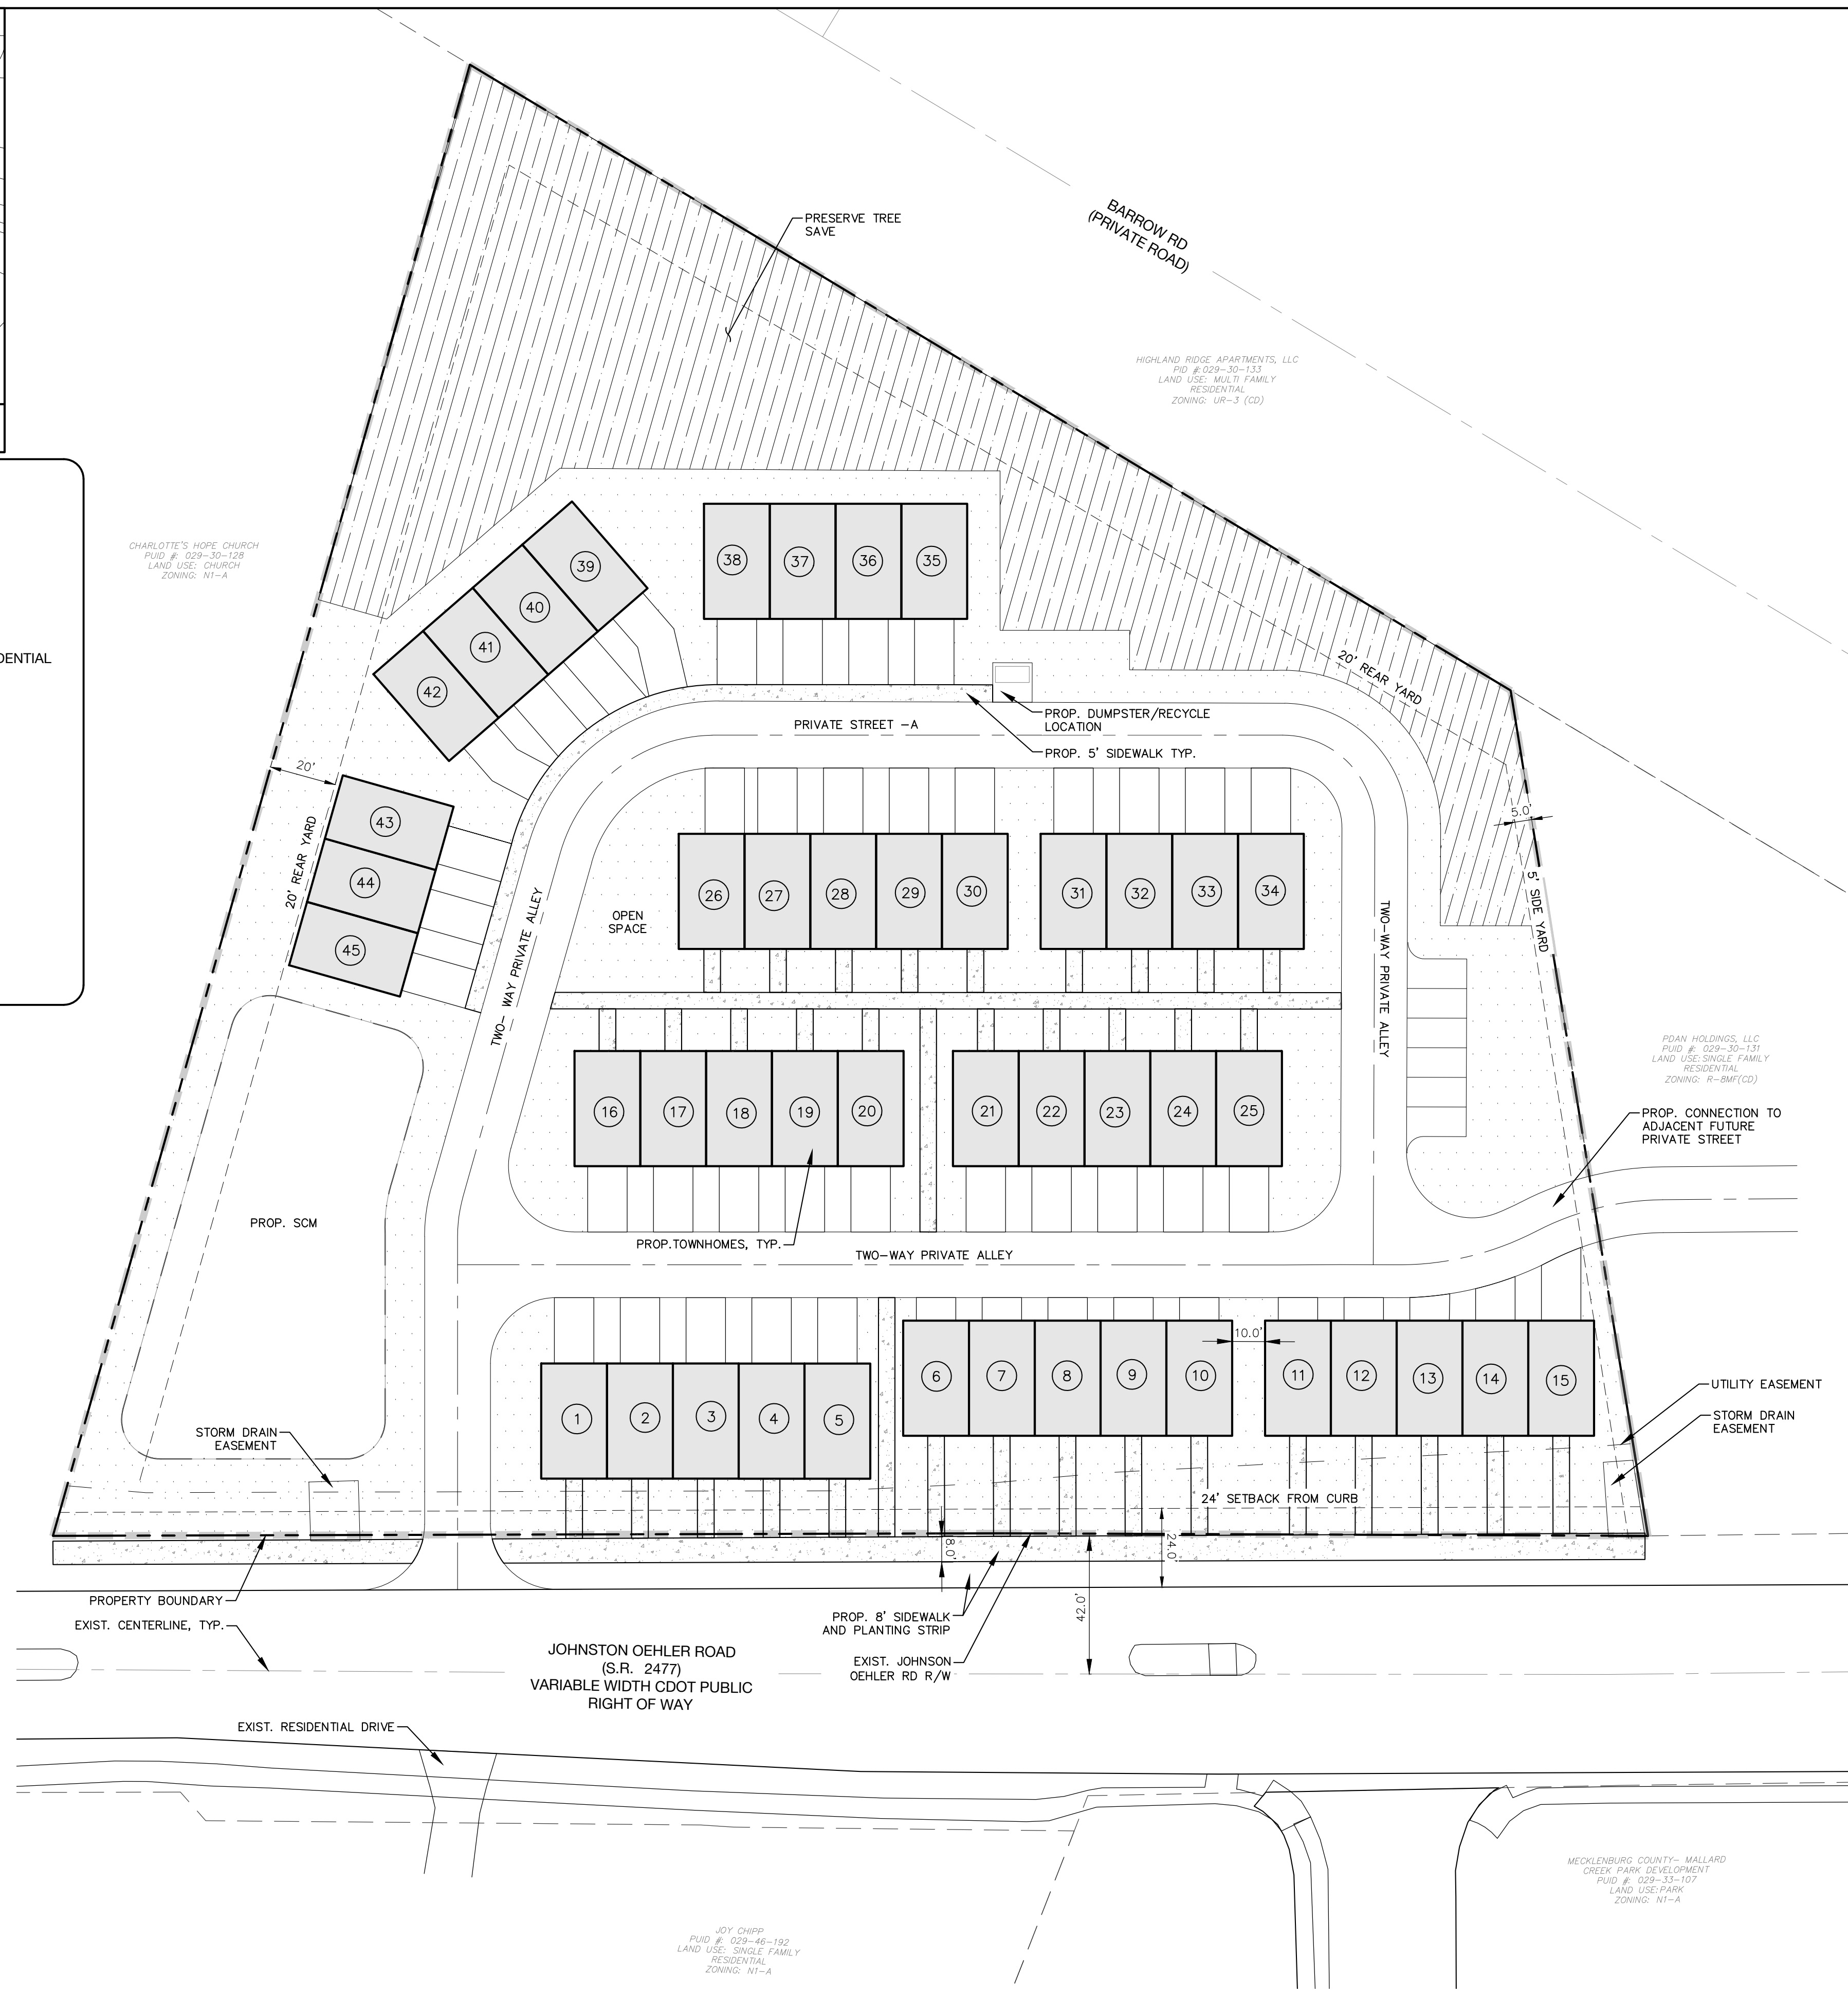 BARROW RD
(PRIVATE ROAD)
PRESERVE TREE
SAVE
HIGHLAND RIDGE APARTMENTS, LLC
PID #: 029-30-133
LAND USE: MULTI FAMILY
RESIDENTIAL
ZONING: UR-3 (CD)
CHARLOTTE'S HOPE CHURCH
PUID #: 029-30-128
LAND USE: CHURCH
ZONING: N1-A
DENTIAL
38
37
36
35
39
40
41
42
20' REAR YARD
PROP. DUMPSTER/RECYCLE
LOCATION
PRIVATE STREET -A
PROP. 5' SIDEWALK TYP.
20'
43
44
45
20' REAR YARD
5.0'
5' SIDE YARD
TWO- WAY PRIVATE ALLEY
OPEN
SPACE
26
27
28
29
30
31
32
33
34
TWO-WAY PRIVATE ALLEY
16
17
18
19
20
21
22
23
24
25
PDAN HOLDINGS, LLC
PUID #: 029-30-131
LAND USE: SINGLE FAMILY
RESIDENTIAL
ZONING: R-8MF(CD)
PROP. CONNECTION TO
ADJACENT FUTURE
PRIVATE STREET
PROP. SCM
PROP.TOWNHOMES, TYP.
TWO-WAY PRIVATE ALLEY
10.0'
1
2
3
4
5
6
7
8
9
10
11
12
13
14
15
UTILITY EASEMENT
STORM DRAIN
EASEMENT
STORM DRAIN
EASEMENT
24' SETBACK FROM CURB
8.0'
24.0'
42.0'
PROPERTY BOUNDARY
EXIST. CENTERLINE, TYP.
PROP. 8' SIDEWALK
AND PLANTING STRIP
EXIST. JOHNSON
OEHLER RD R/W
JOHNSTON OEHLER ROAD
(S.R. 2477)
VARIABLE WIDTH CDOT PUBLIC
RIGHT OF WAY
EXIST. RESIDENTIAL DRIVE
MECKLENBURG COUNTY- MALLARD
CREEK PARK DEVELOPMENT
PUID #: 029-33-107
LAND USE: PARK
ZONING: N1-A
JOY CHIPP
PUID #: 029-46-192
LAND USE: SINGLE FAMILY
RESIDENTIAL
ZONING: N1-A